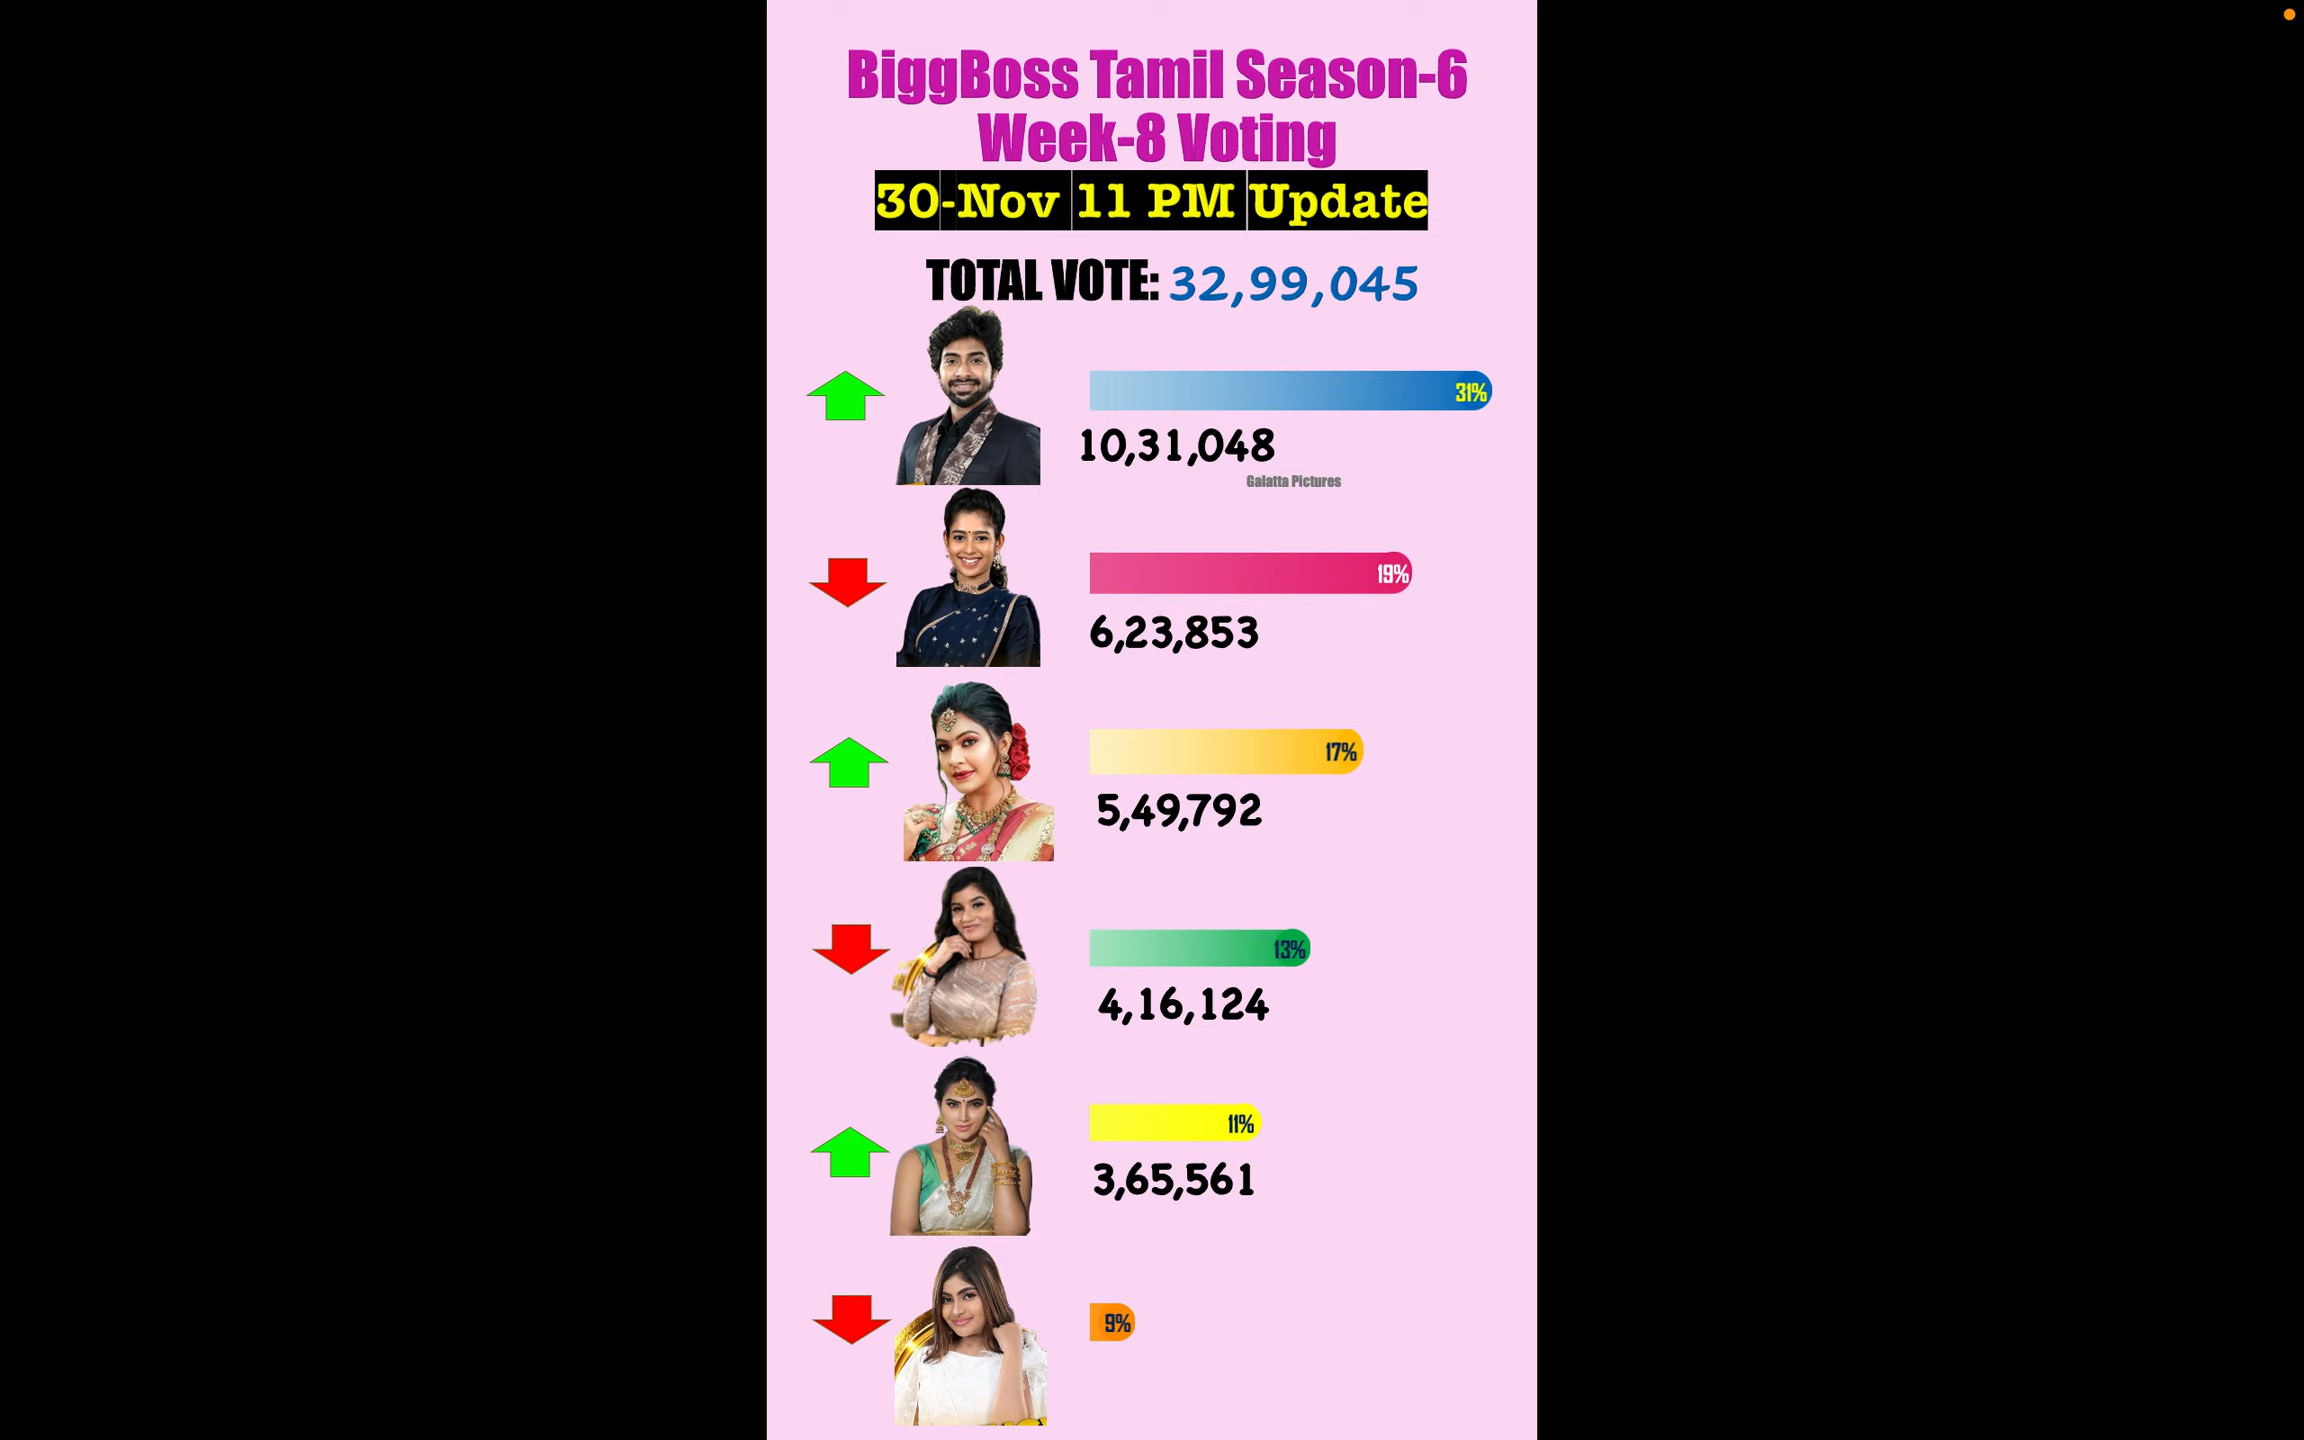 BiggBoss Tamil Season-6
Week-8 Voting
30-Nov 11 PM Update
TOTAL VOTE: 32,99,045
31%
10,31,048
Galatta Pictures
19%
6,23,853
17%
5,49,792
13%
4,16,124
11%
3,65,561
9%